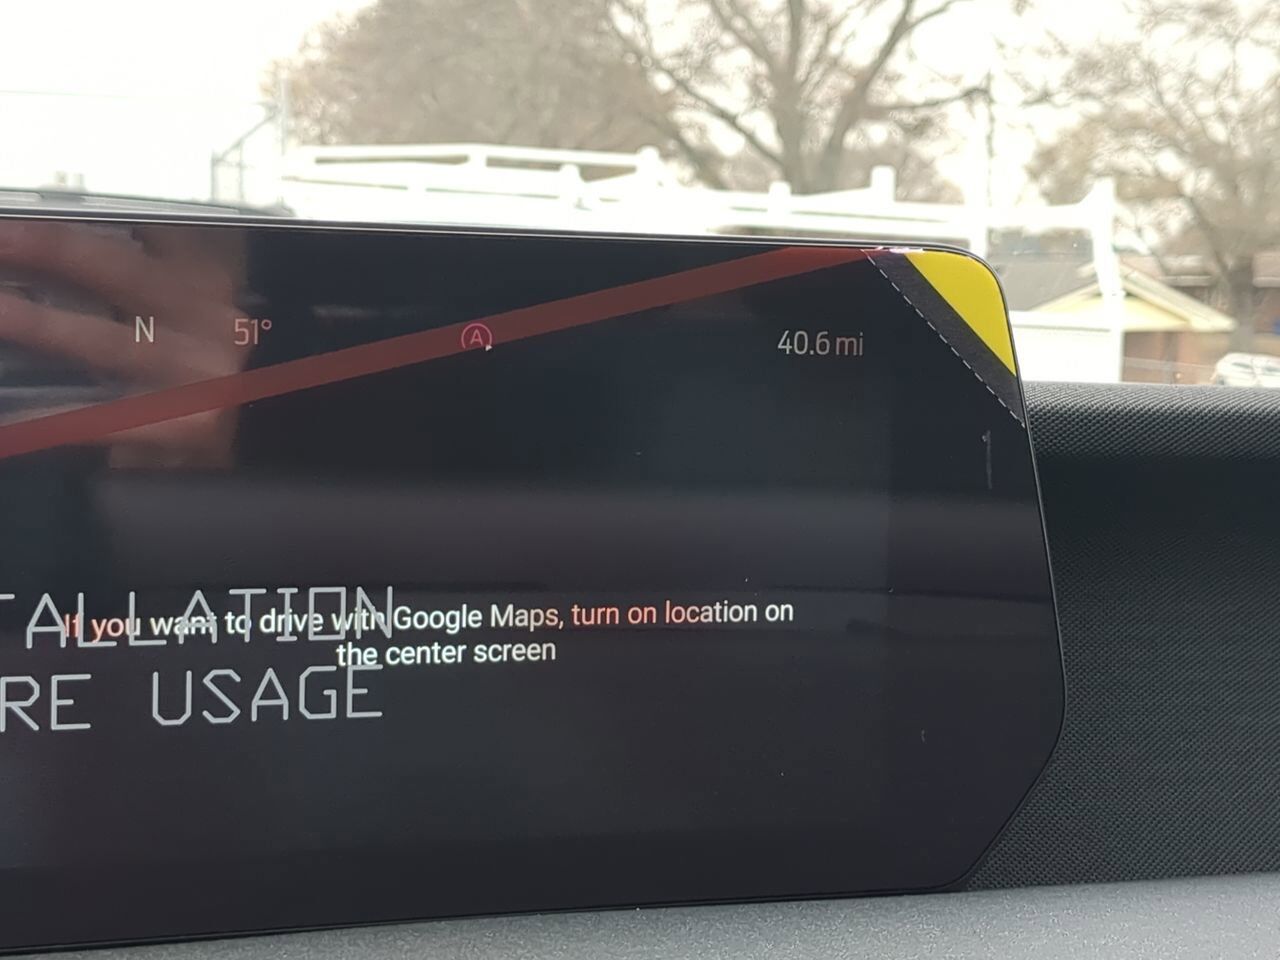 N 51° A 40.6 mi
TALLATION
If you want to drive with Google Maps, turn on location on
the center screen
RE USAGE